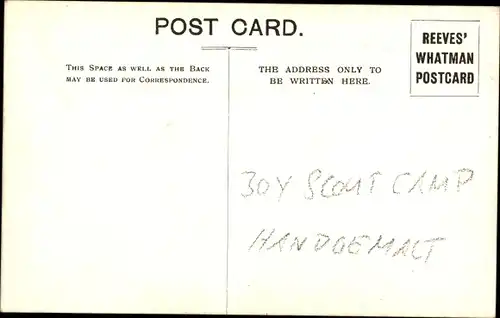 POST CARD.
REEVES'
WHATMAN
POSTCARD
THIS SPACE AS WELL AS THE BACK
MAY BE USED FOR CORRESPONDENCE.
THE ADDRESS ONLY TO
BE WRITTEN HERE.
BOY SCOUT CAMP
HANDGEMALT